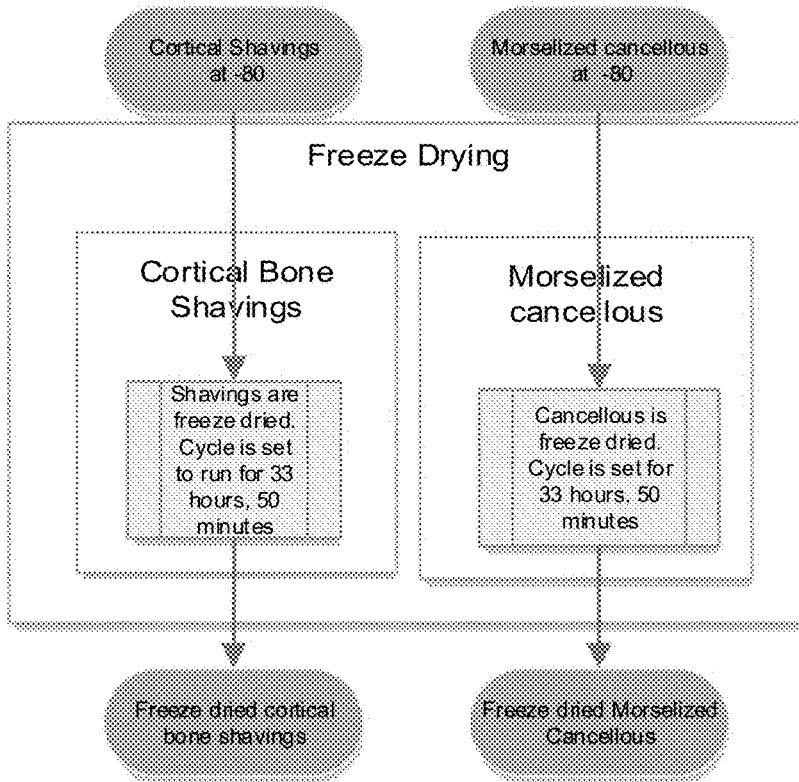 Cortical Shavings
at -80
Morselized cancellous
at -80
Freeze Drying
Cortical Bone
Shavings
Morselized
cancellous
Shavings are
freeze dried.
Cycle is set
to run for 33
hours, 50
minutes
Cancellous is
freeze dried.
Cycle is set for
33 hours, 50
minutes
Freeze dried cortical
bone shavings
Freeze dried Morselized
Cancellous